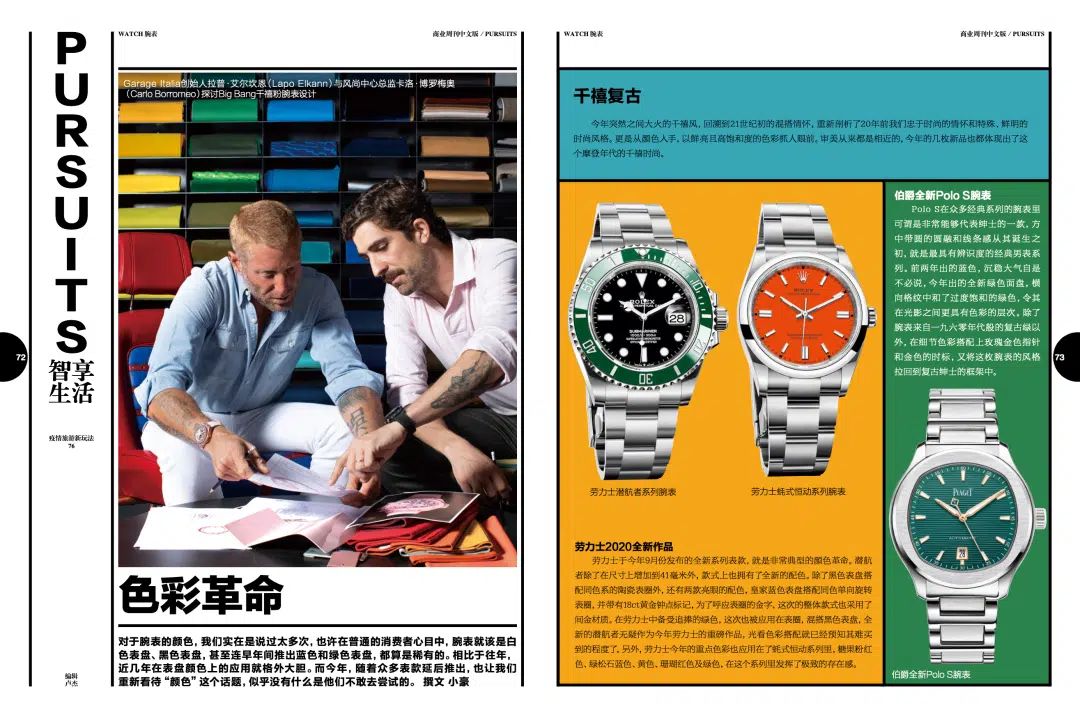 PURSUITS
智享
生活
疫情旅游新玩法
76
编辑
卢杰
72
WATCH 腕表
商业周刊中文版 / PURSUITS
Garage Italia创始人拉普·艾尔坎恩(Lapo Elkann)与风尚中心总监卡洛·博罗梅奥
(Carlo Borromeo)探讨Big Bang千禧粉腕表设计
色彩革命
对于腕表的颜色，我们实在是说过太多次，也许在普通的消费者心目中，腕表就该是白
色表盘、黑色表盘，甚至连早年间推出蓝色和绿色表盘，都算是稀有的。相比于往年，
近几年在表盘颜色上的应用就格外大胆。而今年，随着众多表款延后推出，也让我们
重新看待“颜色”这个话题，似乎没有什么是他们不敢去尝试的。 撰文 小豪
WATCH 腕表
商业周刊中文版 / PURSUITS
千禧复古
今年突然之间大火的千禧风，回溯到21世纪初的混搭情怀，重新剖析了20年前我们忠于时尚的情怀和特殊、鲜明的
时尚风格。更是从颜色入手，以鲜亮且高饱和度的色彩抓人眼前。审美从来都是相近的，今年的几枚新品也都体现出了这
个摩登年代的千禧时尚。
ROLEX
SUBMARINER
28
ROLEX
劳力士潜航者系列腕表
劳力士蚝式恒动系列腕表
劳力士2020全新作品
劳力士于今年9月份发布的全新系列表款，就是非常典型的颜色革命。潜航
者除了在尺寸上增加到41毫米外，款式上也拥有了全新的配色。除了黑色表盘搭
配同色系的陶瓷表圈外，还有两款亮眼的配色，皇家蓝色表盘搭配同色单向旋转
表圈，并带有18ct黄金钟点标记，为了呼应表圈的金字，这次的整体款式也采用了
间金材质。在劳力士中备受追捧的绿色，这次也被应用在表圈，混搭黑色表盘，全
新的潜航者无疑作为今年劳力士的重磅作品，光看色彩搭配就已经预知其难买
到的程度了。另外，劳力士今年的重点色彩也应用在了蚝式恒动系列里，糖果粉红
色、绿松石蓝色、黄色、珊瑚红色及绿色，在这个系列里发挥了极致的存在感。
伯爵全新Polo S腕表
Polo S在众多经典系列的腕表里
可谓是非常能够代表绅士的一款，方
中带圆的圆融和线条感从其诞生之
初，就是最具有辨识度的经典男表系
列。前两年出的蓝色，沉稳大气自是
不必说，今年出的全新绿色面盘，横
向格纹中和了过度饱和的绿色，令其
在光影之间更具有色彩的层次。除了
腕表来自一九六零年代股的复古绿以
外，在细节色彩搭配上玫瑰金色指针
和金色的时标，又将这枚腕表的风格
拉回到复古绅士的框架中。
PIAGET
伯爵全新Polo S腕表
73